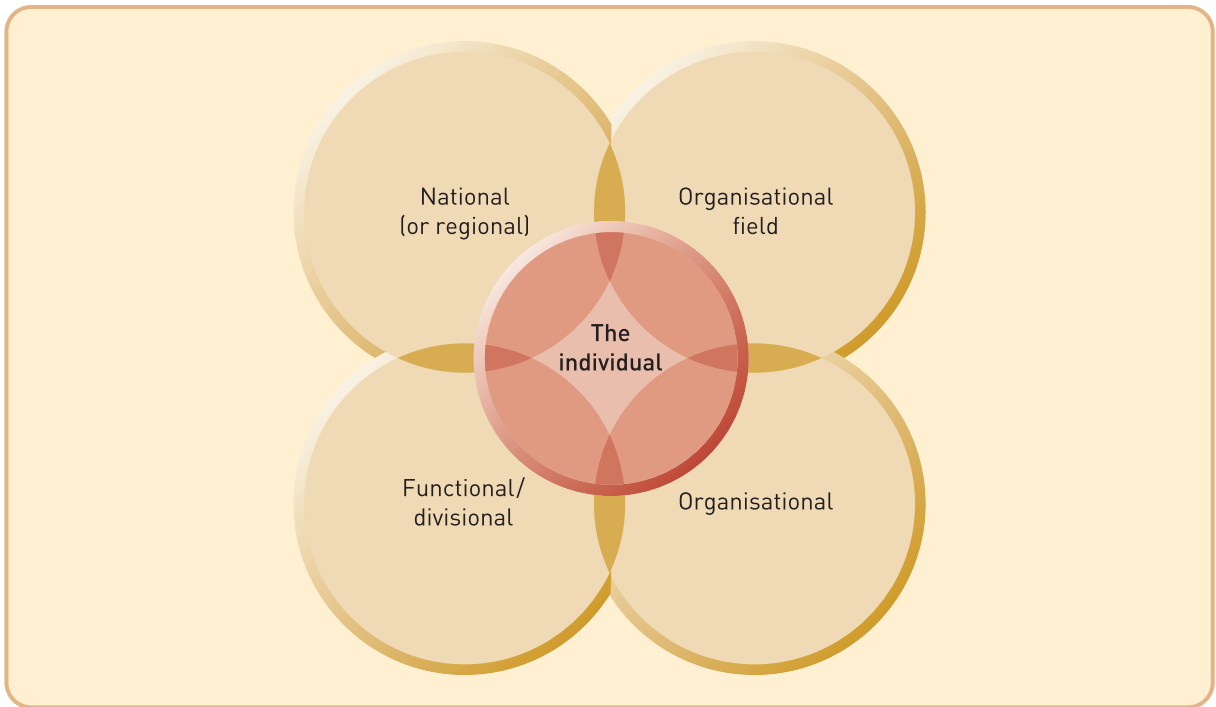 National
(or regional)
Organisational
field
The
individual
Functional/
divisional
Organisational